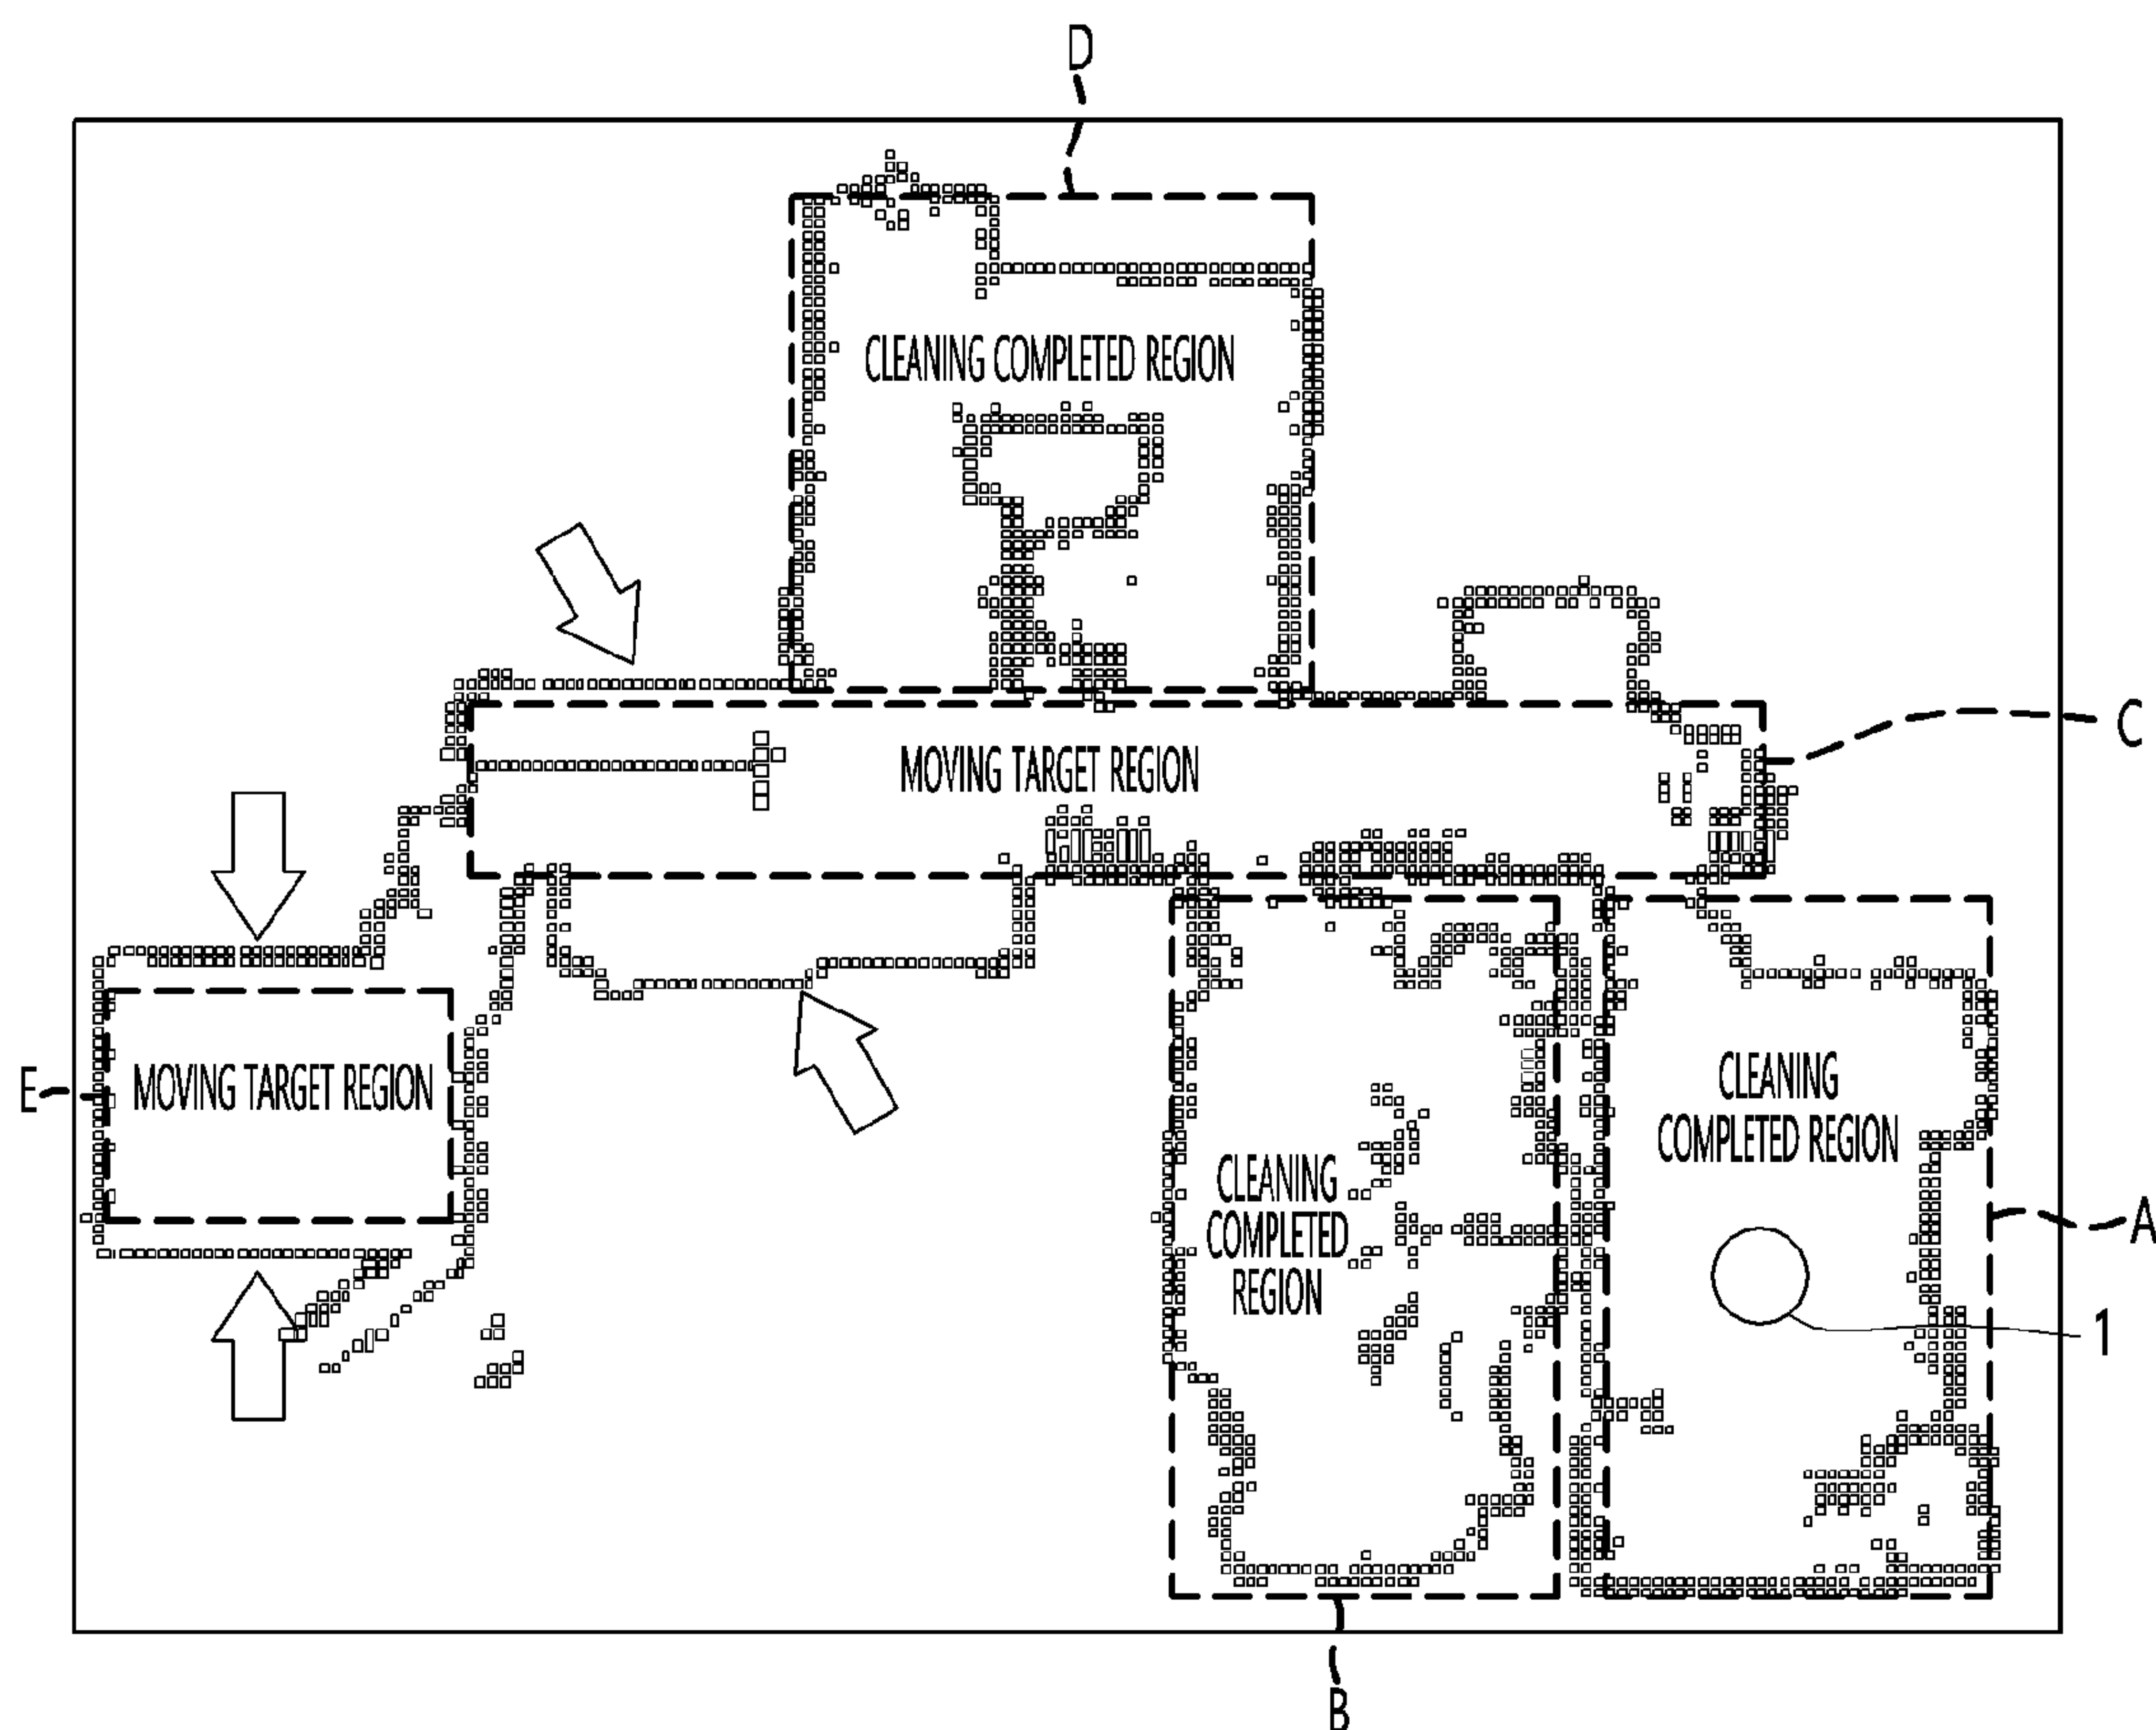 D
CLEANING COMPLETED REGION
MOVING TARGET REGION
C
E
MOVING TARGET REGION
CLEANING
COMPLETED
REGION
CLEANING
COMPLETED REGION
A
1
B